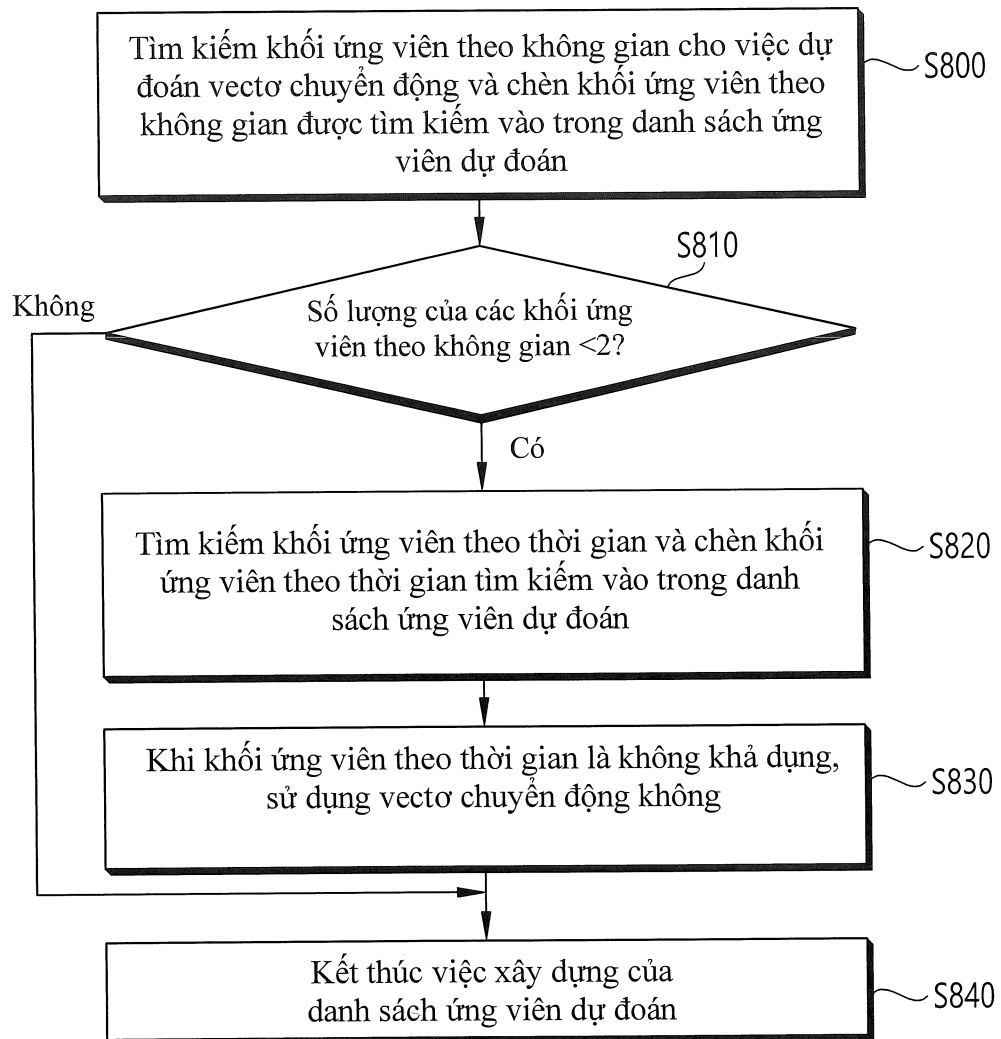 Tìm kiếm khối ứng viên theo không gian cho việc dự
đoán vectơ chuyển động và chèn khối ứng viên theo
không gian được tìm kiếm vào trong danh sách ứng
viên dự đoán
S800
S810
Không
Số lượng của các khối ứng
viên theo không gian <2?
Có
Tìm kiếm khối ứng viên theo thời gian và chèn khối
ứng viên theo thời gian tìm kiếm vào trong danh
sách ứng viên dự đoán
S820
Khi khối ứng viên theo thời gian là không khả dụng,
sử dụng vectơ chuyển động không
S830
Kết thúc việc xây dựng của
danh sách ứng viên dự đoán
S840